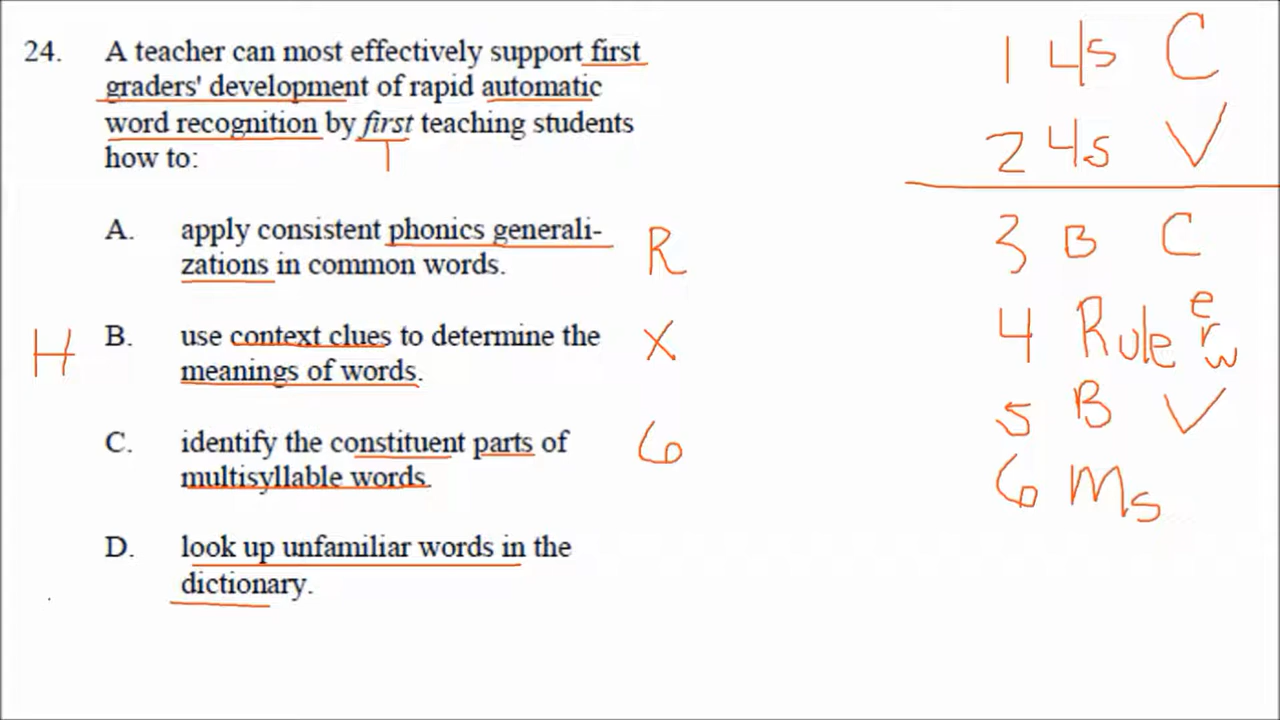 24. A teacher can most effectively support first
graders' development of rapid automatic
word recognition by first teaching students
how to:
T
A. apply consistent phonics generali-
zations in common words.
R
H
B. use context clues to determine the
meanings of words.
X
C. identify the constituent parts of
multisyllable words.
6
D. look up unfamiliar words in the
dictionary.
1 4s C
2 4s V
3 B C
4 Rule e r w
5 B V
6 Ms